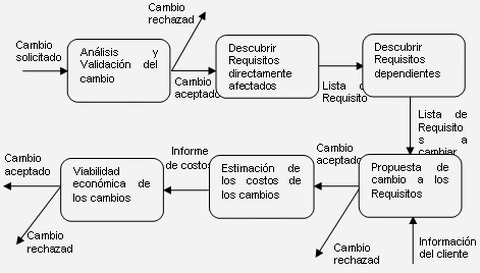 Cambio
rechazad
Cambio
solicitado
Análisis y
Validación del
cambio
Cambio
aceptado
Descubrir
Requisitos
directamente
afectados
Lista de
Requisito
Descubrir
Requisitos
dependientes
Lista de
Requisito
s a
cambiar
Propuesta de
cambio a los
Requisitos
Información
del cliente
Cambio
aceptado
Cambio
rechazad
Estimación de
los costos de
los cambios
Informe
de costos
Viabilidad
económica de
los cambios
Cambio
aceptado
Cambio
rechazad